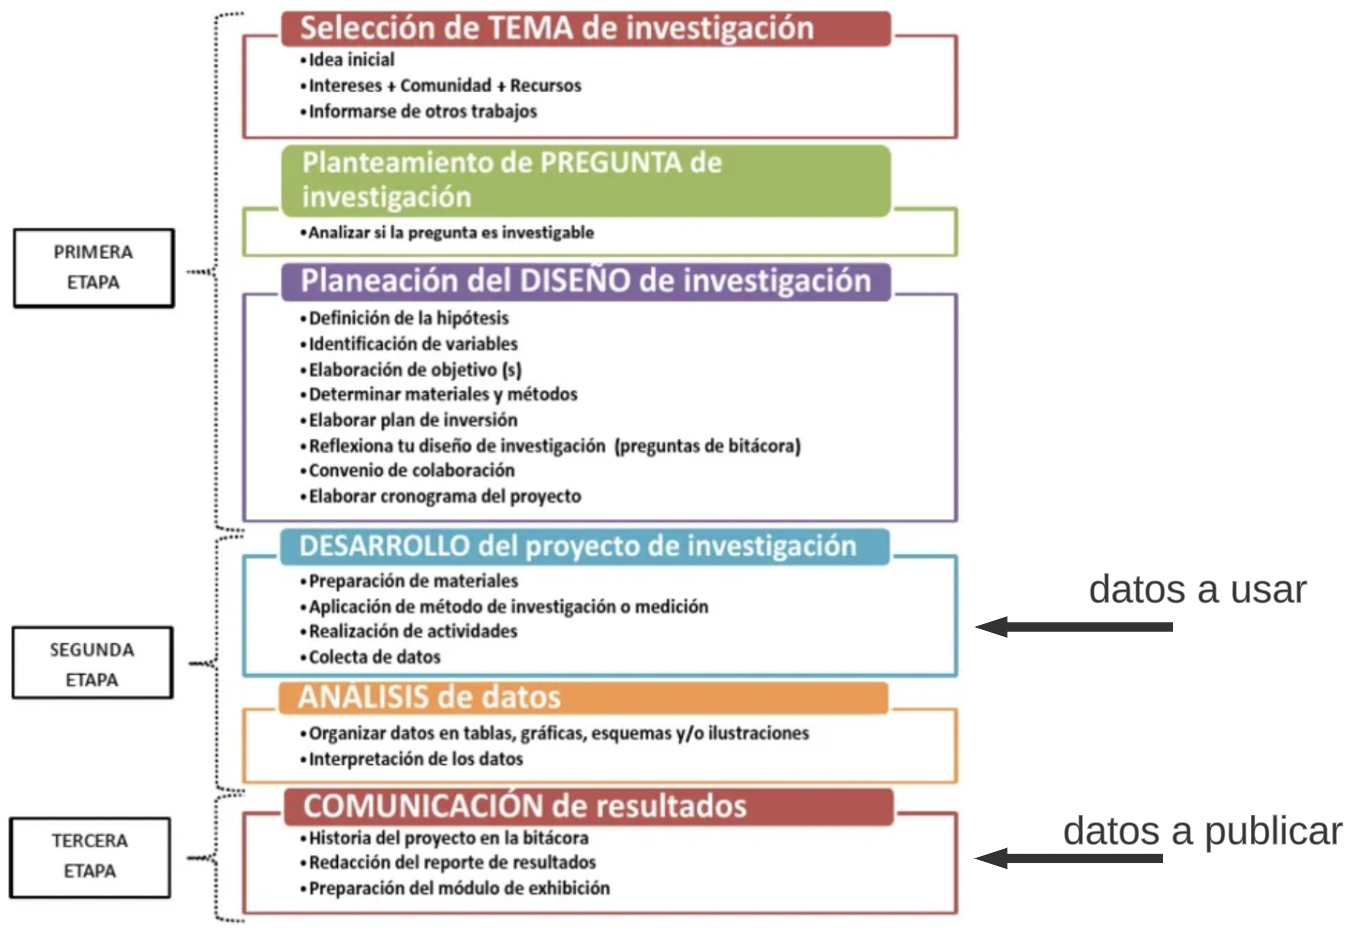 Selección de TEMA de investigación
•Idea inicial
•Intereses + Comunidad + Recursos
•Informarse de otros trabajos
Planteamiento de PREGUNTA de
investigación
•Analizar si la pregunta es investigable
PRIMERA
ETAPA
Planeación del DISEÑO de investigación
•Definición de la hipótesis
•Identificación de variables
•Elaboración de objetivo (s)
•Determinar materiales y métodos
•Elaborar plan de inversión
•Reflexiona tu diseño de investigación (preguntas de bitácora)
•Convenio de colaboración
•Elaborar cronograma del proyecto
DESARROLLO del proyecto de investigación
•Preparación de materiales
•Aplicación de método de investigación o medición
•Realización de actividades
•Colecta de datos
datos a usar
SEGUNDA
ETAPA
ANÁLISIS de datos
•Organizar datos en tablas, gráficas, esquemas y/o ilustraciones
•Interpretación de los datos
COMUNICACIÓN de resultados
•Historia del proyecto en la bitácora
•Redacción del reporte de resultados
•Preparación del módulo de exhibición
datos a publicar
TERCERA
ETAPA